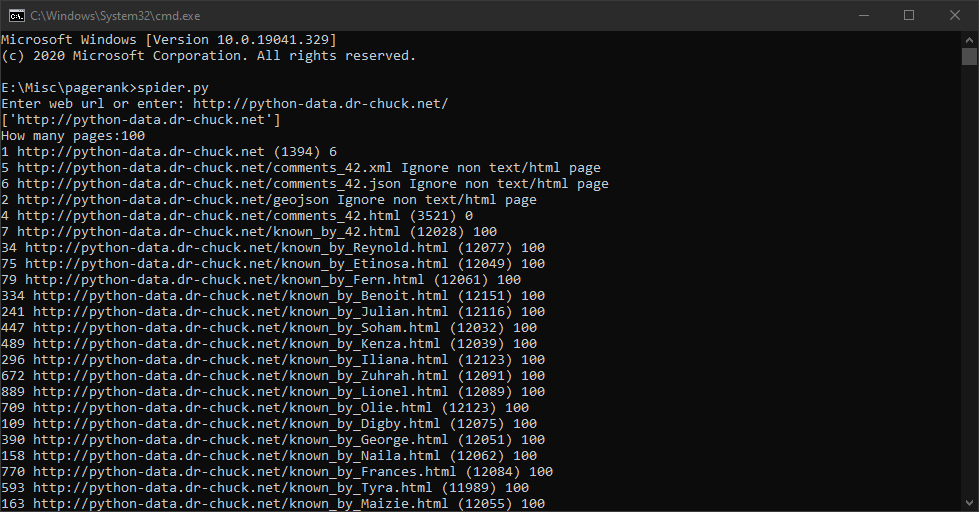 C:\Windows\System32\cmd.exe
Microsoft Windows [Version 10.0.19041.329]
(c) 2020 Microsoft Corporation. All rights reserved.
E:\Misc\pagerank>spider.py
Enter web url or enter: http://python-data.dr-chuck.net/
['http://python-data.dr-chuck.net']
How many pages:100
1 http://python-data.dr-chuck.net (1394) 6
5 http://python-data.dr-chuck.net/comments_42.xml Ignore non text/html page
6 http://python-data.dr-chuck.net/comments_42.json Ignore non text/html page
2 http://python-data.dr-chuck.net/geojson Ignore non text/html page
4 http://python-data.dr-chuck.net/comments_42.html (3521) 0
7 http://python-data.dr-chuck.net/known_by_42.html (12028) 100
34 http://python-data.dr-chuck.net/known_by_Reynold.html (12077) 100
75 http://python-data.dr-chuck.net/known_by_Etinosa.html (12049) 100
79 http://python-data.dr-chuck.net/known_by_Fern.html (12061) 100
334 http://python-data.dr-chuck.net/known_by_Benoit.html (12151) 100
241 http://python-data.dr-chuck.net/known_by_Julian.html (12116) 100
447 http://python-data.dr-chuck.net/known_by_Soham.html (12032) 100
489 http://python-data.dr-chuck.net/known_by_Kenza.html (12039) 100
296 http://python-data.dr-chuck.net/known_by_Iliana.html (12123) 100
672 http://python-data.dr-chuck.net/known_by_Zuhrah.html (12091) 100
889 http://python-data.dr-chuck.net/known_by_Lionel.html (12089) 100
709 http://python-data.dr-chuck.net/known_by_Olie.html (12123) 100
109 http://python-data.dr-chuck.net/known_by_Digby.html (12075) 100
390 http://python-data.dr-chuck.net/known_by_George.html (12051) 100
158 http://python-data.dr-chuck.net/known_by_Naila.html (12062) 100
770 http://python-data.dr-chuck.net/known_by_Frances.html (12084) 100
593 http://python-data.dr-chuck.net/known_by_Tyra.html (11989) 100
163 http://python-data.dr-chuck.net/known_by_Maizie.html (12055) 100